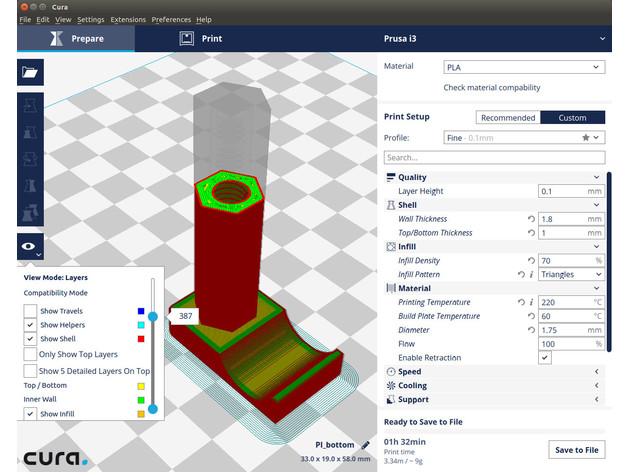 Cura
File Edit View Settings Extensions Preferences Help
Prepare
Print
Prusa i3
Material
PLA
Check material compability
Print Setup
Recommended
Custom
Profile:
Fine - 0.1mm
Search...
Quality
Layer Height
0.1 mm
Shell
Wall Thickness
1.8 mm
Top/Bottom Thickness
1 mm
Infill
Infill Density
70 %
Infill Pattern
i
Triangles
Material
Printing Temperature
i
220 °C
Build Plate Temperature
60 °C
Diameter
1.75 mm
Flow
100 %
Enable Retraction
Speed
Cooling
Support
Ready to Save to File
01h 32min
Print time
3.34m / ~ 9g
Save to File
View Mode: Layers
Compatibility Mode
Show Travels
Show Helpers
Show Shell
Only Show Top Layers
Show 5 Detailed Layers On Top
Top / Bottom
Inner Wall
Show Infill
387
PI_bottom
33.0 x 19.0 x 58.0 mm
cura.